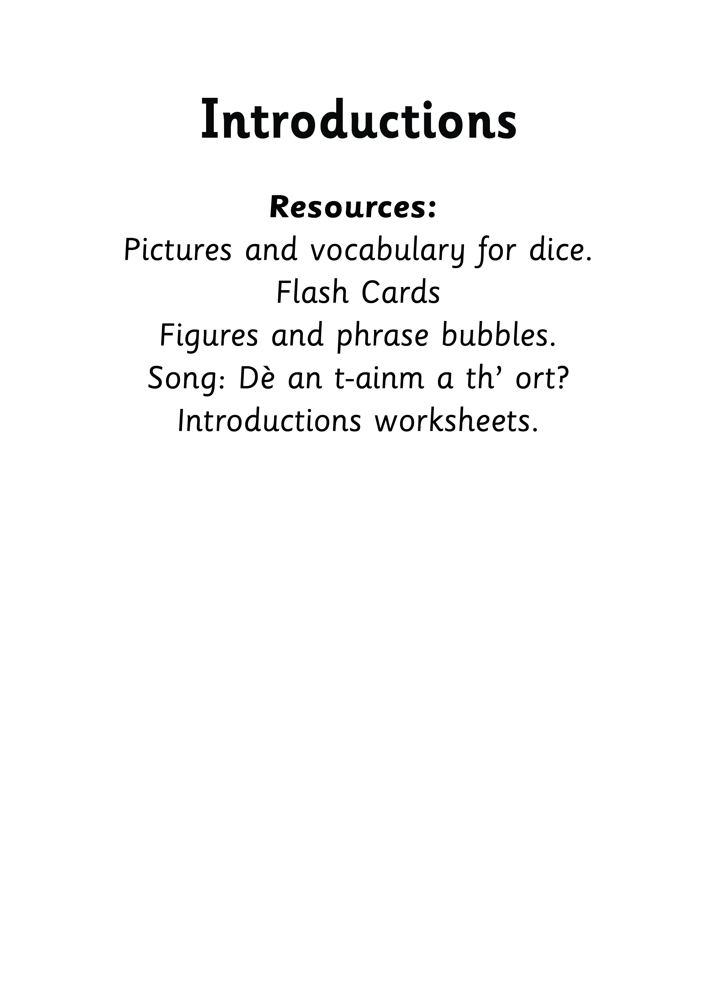 Introductions
Resources:
Pictures and vocabulary for dice.
Flash Cards
Figures and phrase bubbles.
Song: Dè an t-ainm a th’ ort?
Introductions worksheets.